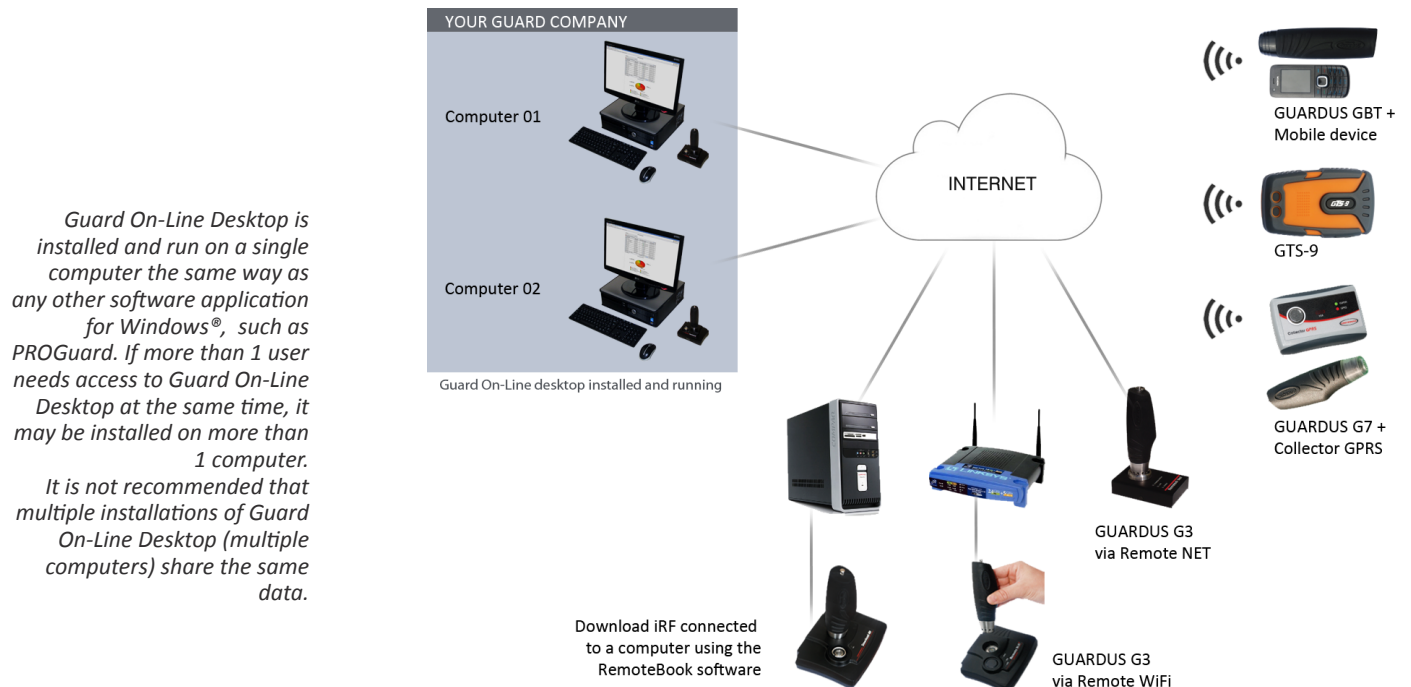 Guard On-Line Desktop is
installed and run on a single
computer the same way as
any other software application
for Windows®, such as
PROGuard. If more than 1 user
needs access to Guard On-Line
Desktop at the same time, it
may be installed on more than
1 computer.
It is not recommended that
multiple installations of Guard
On-Line Desktop (multiple
computers) share the same
data.
YOUR GUARD COMPANY
Computer 01
Computer 02
Guard On-Line desktop installed and running
INTERNET
GUARDUS GBT +
Mobile device
GTS-9
GTS-9
Collector GPRS
GUARDUS G7 +
Collector GPRS
LINKSYS
GUARDUS G3
via Remote NET
Download iRF connected
to a computer using the
RemoteBook software
GUARDUS G3
via Remote WiFi